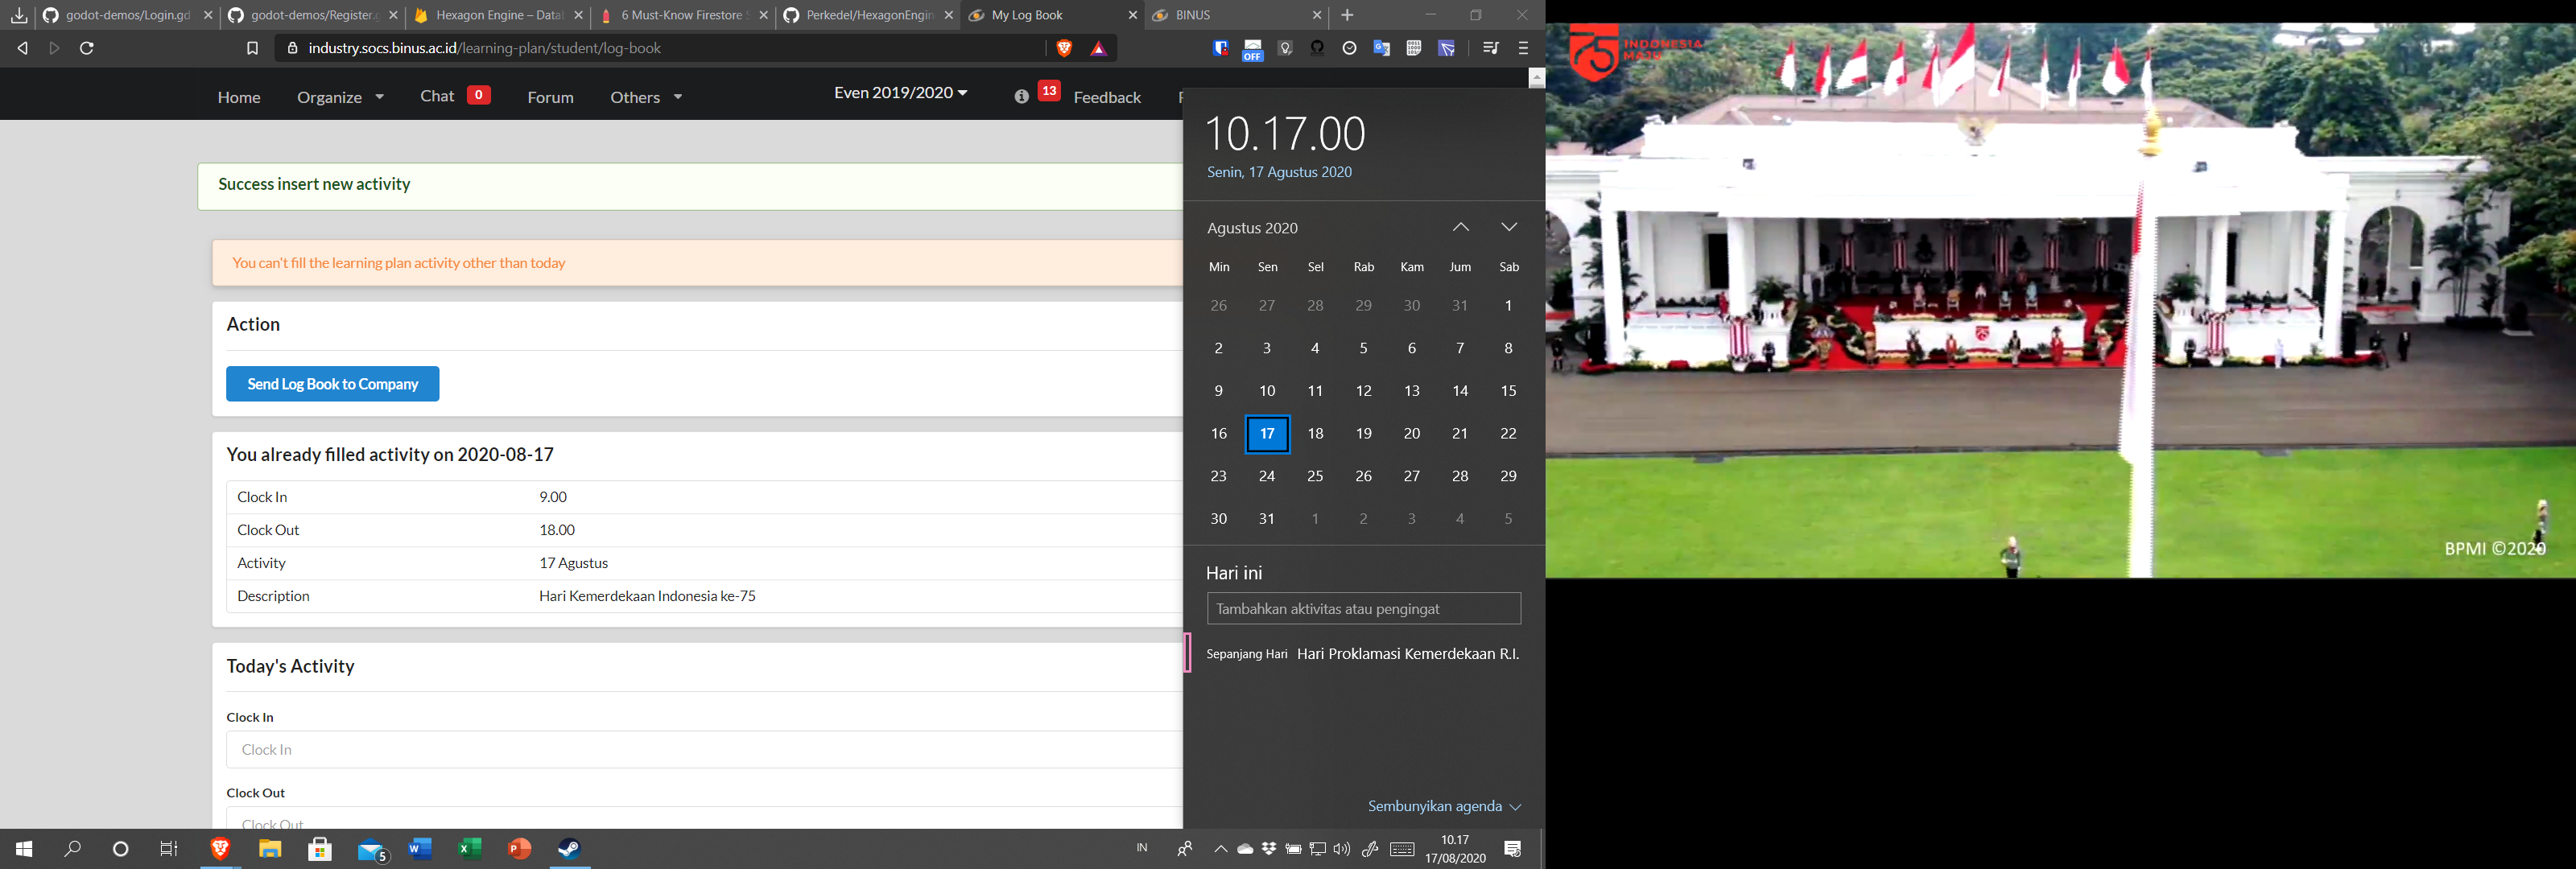 godot-demos/Login.gd
godot-demos/Register.g
Hexagon Engine – Datal
6 Must-Know Firestore S
Perkedel/HexagonEngin
My Log Book
BINUS
industry.socs.binus.ac.id/learning-plan/student/log-book
OFF
Home
Organize
Chat
0
Forum
Others
Even 2019/2020
13
Feedback
Success insert new activity
You can't fill the learning plan activity other than today
Action
Send Log Book to Company
You already filled activity on 2020-08-17
Clock In 9.00
Clock Out 18.00
Activity 17 Agustus
Description Hari Kemerdekaan Indonesia ke-75
Today's Activity
Clock In
Clock In
Clock Out
Clock Out
10.17.00
Senin, 17 Agustus 2020
Agustus 2020
Min Sen Sel Rab Kam Jum Sab
26 27 28 29 30 31 1
2 3 4 5 6 7 8
9 10 11 12 13 14 15
16 17 18 19 20 21 22
23 24 25 26 27 28 29
30 31 1 2 3 4 5
Hari ini
Tambahkan aktivitas atau pengingat
Sepanjang Hari Hari Proklamasi Kemerdekaan R.I.
Sembunyikan agenda
5
IN
10.17
17/08/2020
75
INDONESIA
MAJU
75
BPMI ©2020